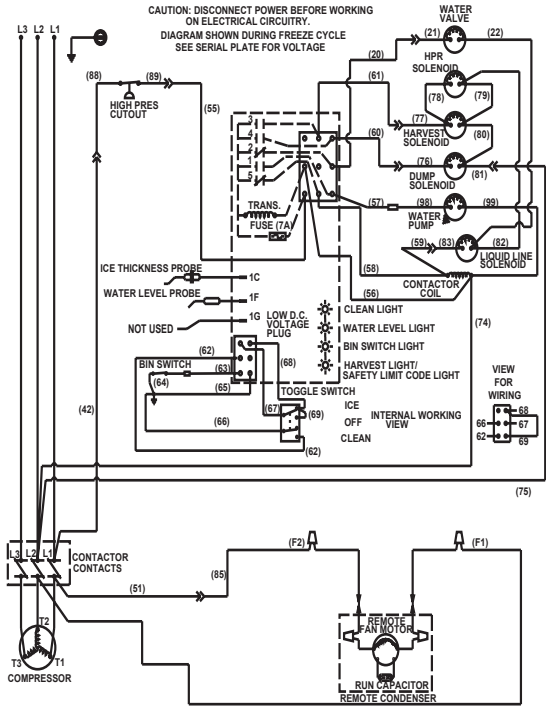 CAUTION: DISCONNECT POWER BEFORE WORKING
ON ELECTRICAL CIRCUITRY.
DIAGRAM SHOWN DURING FREEZE CYCLE
SEE SERIAL PLATE FOR VOLTAGE
L3 L2 L1
WATER
VALVE
(21)
(22)
(20)
HPR
SOLENOID
(88)
(89)
HIGH PRES
CUTOUT
(55)
(61)
(78)
(79)
(77)
HARVEST
SOLENOID
(80)
3
4
2
1
5
(60)
(76)
DUMP
SOLENOID
(81)
TRANS.
FUSE (7A)
(57)
(98)
(99)
WATER
PUMP
(59)
(83)
(82)
LIQUID LINE
SOLENOID
(58)
CONTACTOR
COIL
(56)
(74)
ICE THICKNESS PROBE
1C
WATER LEVEL PROBE
1F
NOT USED
1G
LOW D.C.
VOLTAGE
PLUG
CLEAN LIGHT
WATER LEVEL LIGHT
BIN SWITCH LIGHT
HARVEST LIGHT/
SAFETY LIMIT CODE LIGHT
(62)
BIN SWITCH
(63)
(64)
(65)
(68)
(67)
(66)
(69)
(62)
TOGGLE SWITCH
ICE
OFF
CLEAN
INTERNAL WORKING
VIEW
VIEW
FOR
WIRING
68
66
67
62
69
(42)
(75)
L3 L2 L1
CONTACTOR
CONTACTS
(51)
(85)
(F2)
(F1)
T2
T3
T1
COMPRESSOR
REMOTE
FAN MOTOR
RUN CAPACITOR
REMOTE CONDENSER